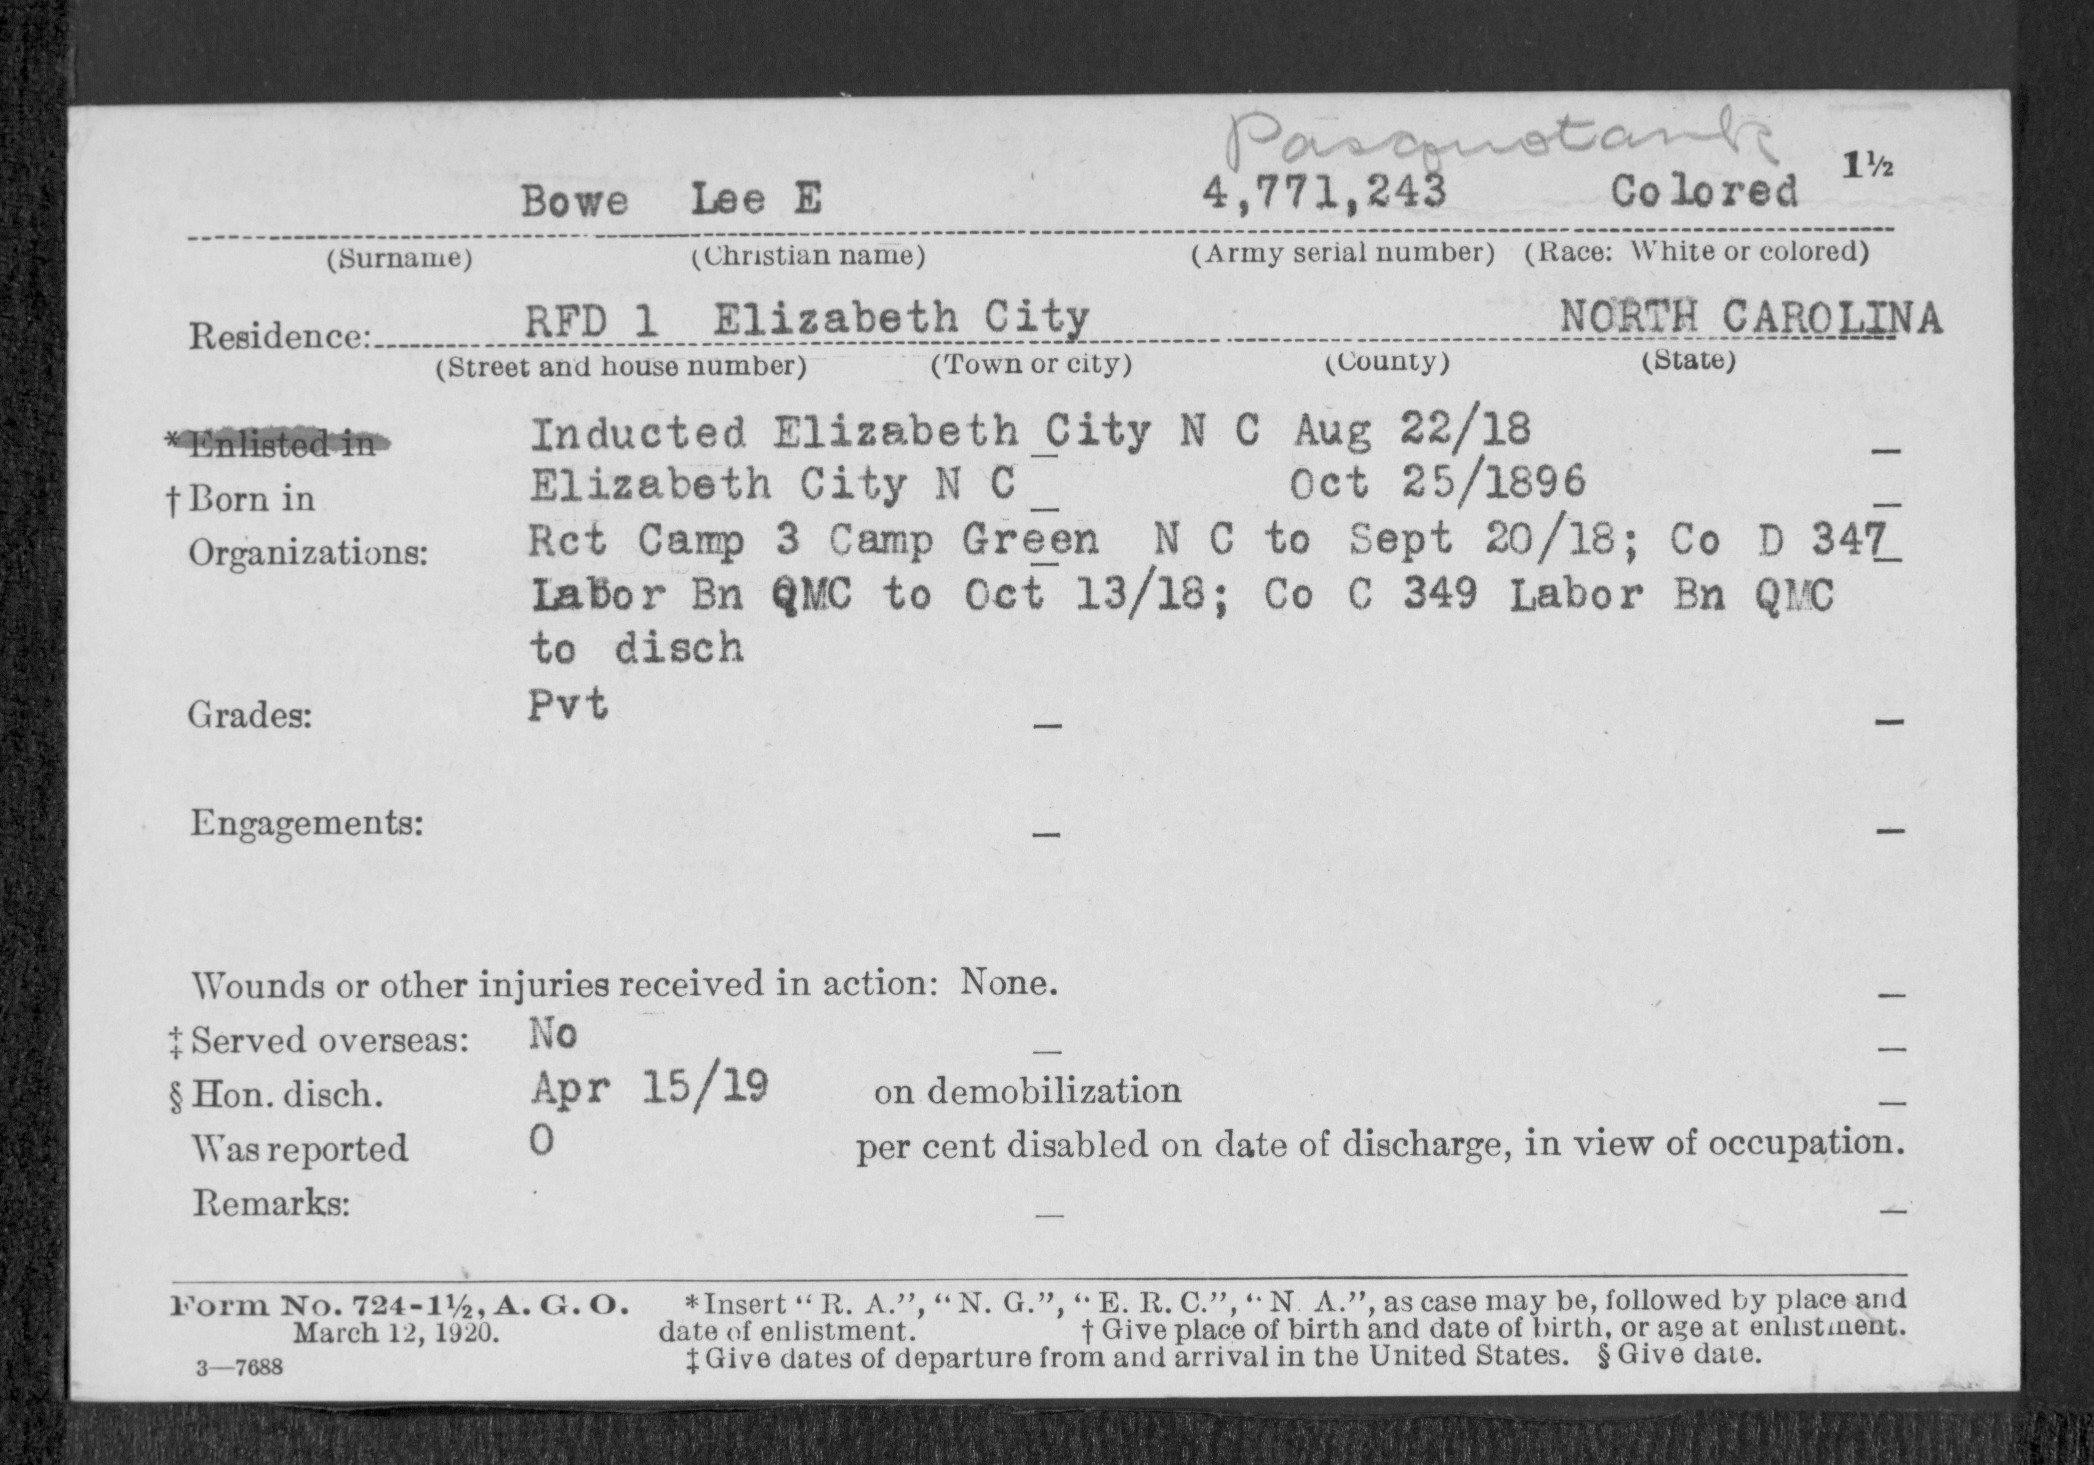 Pasquotank
1½
Bowe Lee E 4,771,243 Colored
(Surname) (Christian name) (Army serial number) (Race: White or colored)
Residence: RFD 1 Elizabeth City NORTH CAROLINA
(Street and house number) (Town or city) (County) (State)
*Enlisted in Inducted Elizabeth City N C Aug 22/18 _
†Born in Elizabeth City N C Oct 25/1896 _
Organizations: Rct Camp 3 Camp Green N C to Sept 20/18; Co D 347
Labor Bn QMC to Oct 13/18; Co C 349 Labor Bn QMC
to disch
Grades: Pvt — —
Engagements: — —
Wounds or other injuries received in action: None. —
‡Served overseas: No — —
§Hon. disch. Apr 15/19 on demobilization —
Was reported 0 per cent disabled on date of discharge, in view of occupation.
Remarks: — —
Form No. 724-1½, A. G. O. *Insert "R. A.", "N. G.", "E. R. C.", "N. A.", as case may be, followed by place and
March 12, 1920. date of enlistment. †Give place of birth and date of birth, or age at enlistment.
3—7688 ‡Give dates of departure from and arrival in the United States. §Give date.